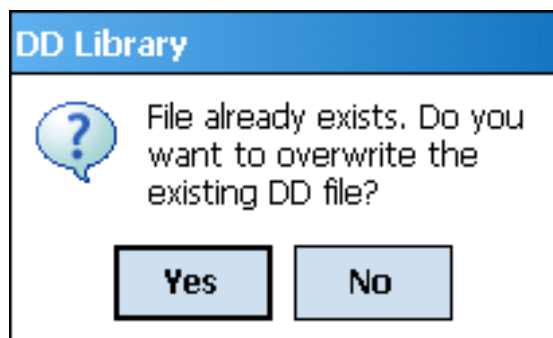 DD Library
File already exists. Do you
want to overwrite the
existing DD file?
Yes No